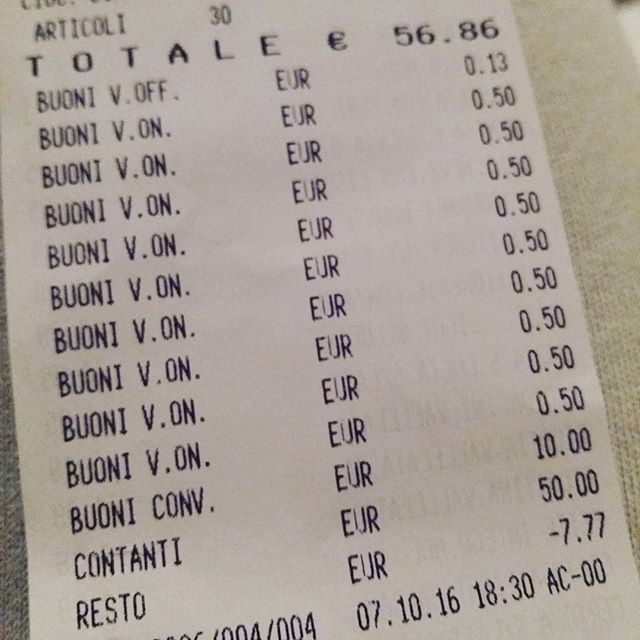 ARTICOLI 30
TOTALE € 56.86
BUONI V.OFF. EUR 0.13
BUONI V.ON. EUR 0.50
BUONI V.ON. EUR 0.50
BUONI V.ON. EUR 0.50
BUONI V.ON. EUR 0.50
BUONI V.ON. EUR 0.50
BUONI V.ON. EUR 0.50
BUONI V.ON. EUR 0.50
BUONI V.ON. EUR 0.50
BUONI V.ON. EUR 0.50
BUONI CONV. EUR 10.00
CONTANTI EUR 50.00
RESTO EUR -7.77
07.10.16 18:30 AC-00